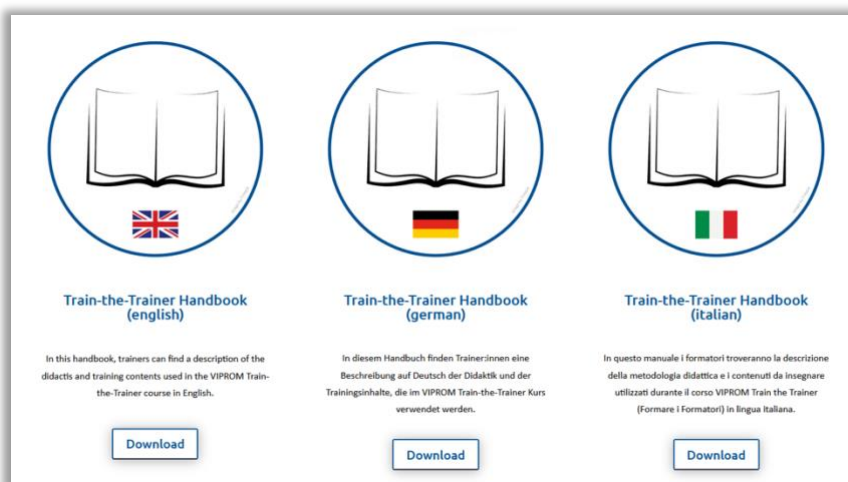 Train-the-Trainer Handbook
(english)
In this handbook, trainers can find a description of the
didactis and training contents used in the VIPROM Train-
the-Trainer course in English.
Download
Train-the-Trainer Handbook
(german)
In diesem Handbuch finden Trainer:innen eine
Beschreibung auf Deutsch der Didaktik und der
Trainingsinhalte, die im VIPROM Train-the-Trainer Kurs
verwendet werden.
Download
Train-the-Trainer Handbook
(italian)
In questo manuale i formatori troveranno la descrizione
della metodologia didattica e i contenuti da insegnare
utilizzati durante il corso VIPROM Train the Trainer
(Formare i Formatori) in lingua Italiana.
Download